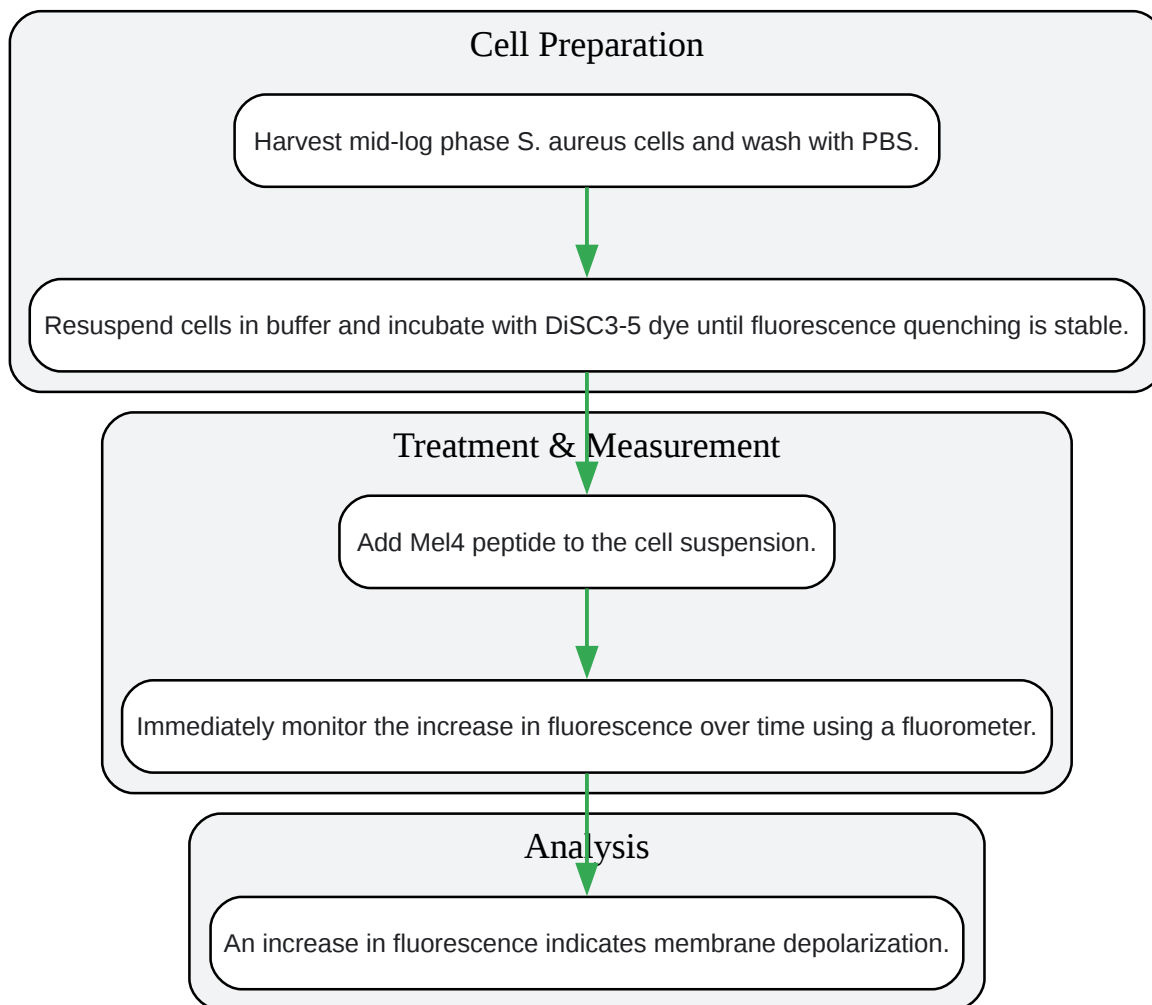 Cell Preparation
Harvest mid-log phase S. aureus cells and wash with PBS.
Resuspend cells in buffer and incubate with DiSC3-5 dye until fluorescence quenching is stable.
Treatment & Measurement
Add Mel4 peptide to the cell suspension.
Immediately monitor the increase in fluorescence over time using a fluorometer.
Analysis
An increase in fluorescence indicates membrane depolarization.